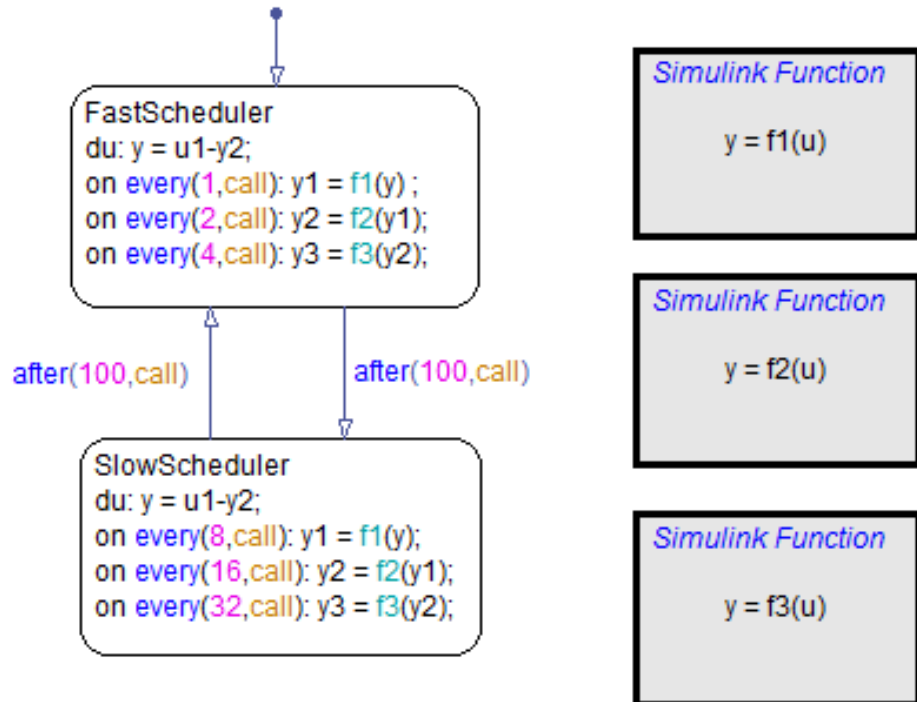 FastScheduler
du: y = u1-y2;
on every(1,call): y1 = f1(y) ;
on every(2,call): y2 = f2(y1);
on every(4,call): y3 = f3(y2);
after(100,call)
after(100,call)
SlowScheduler
du: y = u1-y2;
on every(8,call): y1 = f1(y);
on every(16,call): y2 = f2(y1);
on every(32,call): y3 = f3(y2);
Simulink Function
y = f1(u)
Simulink Function
y = f2(u)
Simulink Function
y = f3(u)